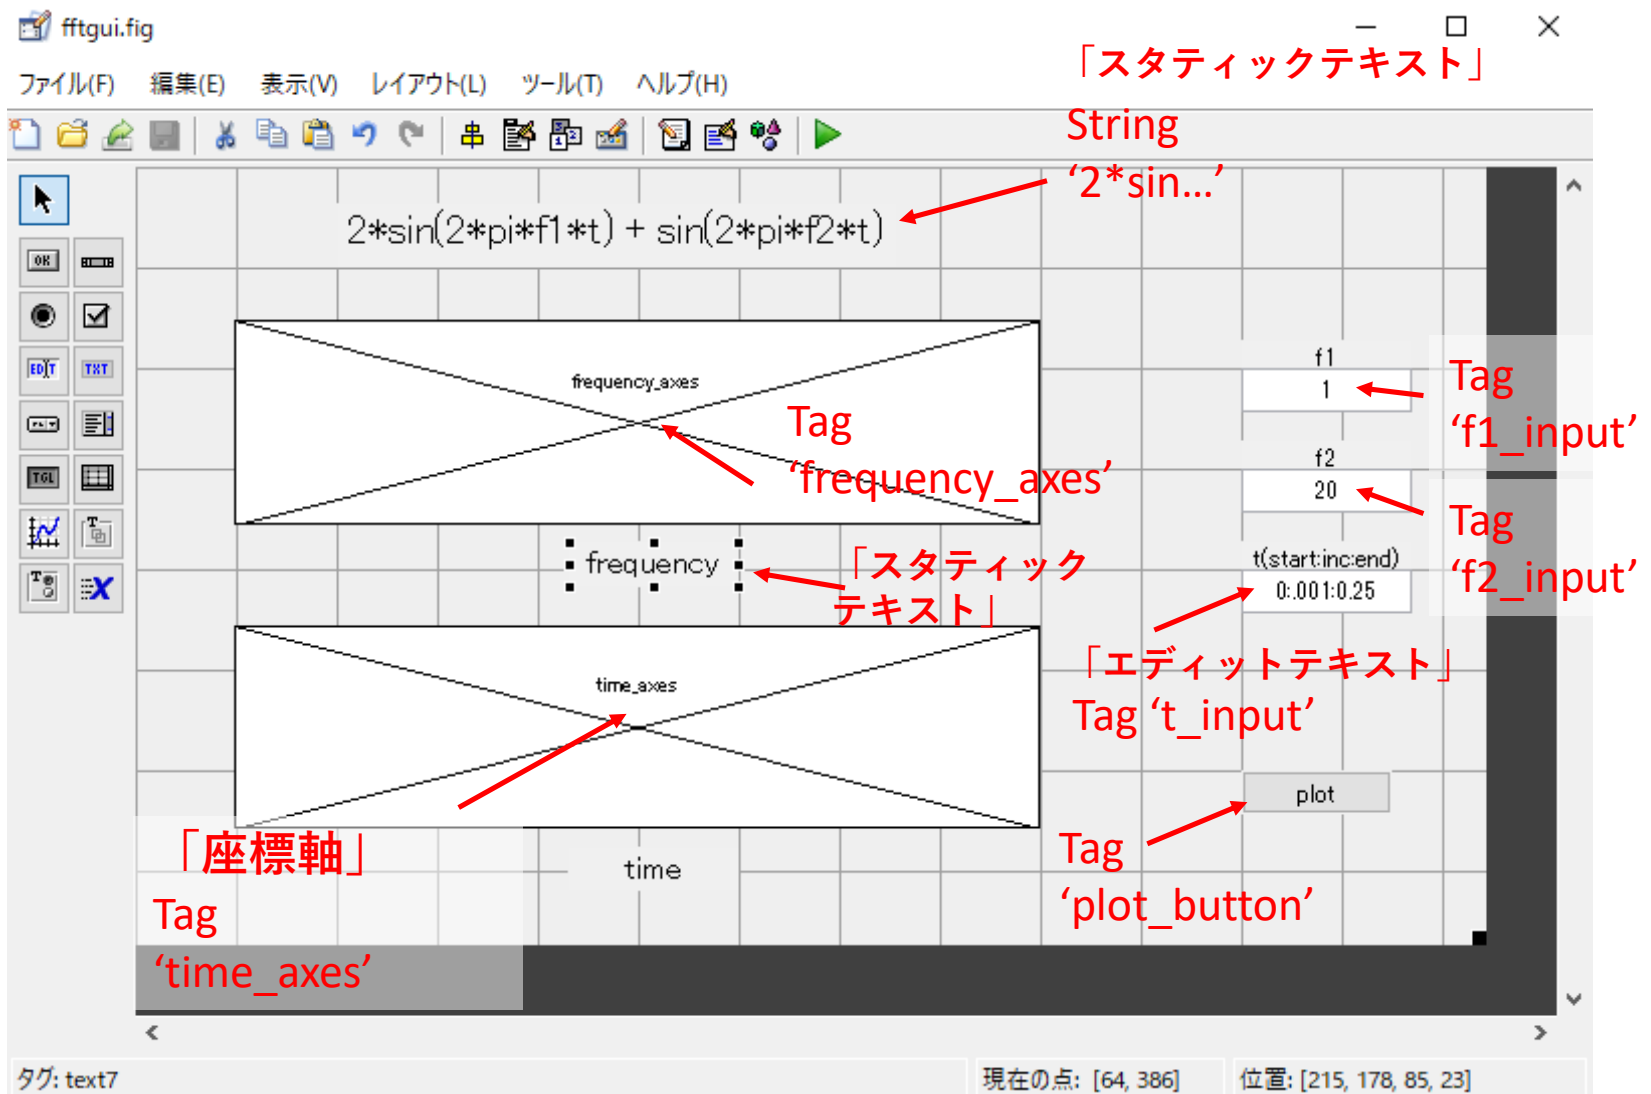 fftgui.fig
ファイル(F) 編集(E) 表示(V) レイアウト(L) ツール(T) ヘルプ(H)
「スタティックテキスト」
String
‘2*sin...’
2*sin(2*pi*f1*t) + sin(2*pi*f2*t)
OK
EDIT
TXT
TGL
frequency_axes
Tag
‘frequency_axes’
f1
1
Tag
‘f1_input’
f2
20
Tag
‘f2_input’
frequency
「スタティック
テキスト」
t(start:inc:end)
0:.001:0.25
「エディットテキスト」
Tag ‘t_input’
time_axes
「座標軸」
Tag
‘time_axes’
time
plot
Tag
‘plot_button’
タグ: text7
現在の点: [64, 386]
位置: [215, 178, 85, 23]